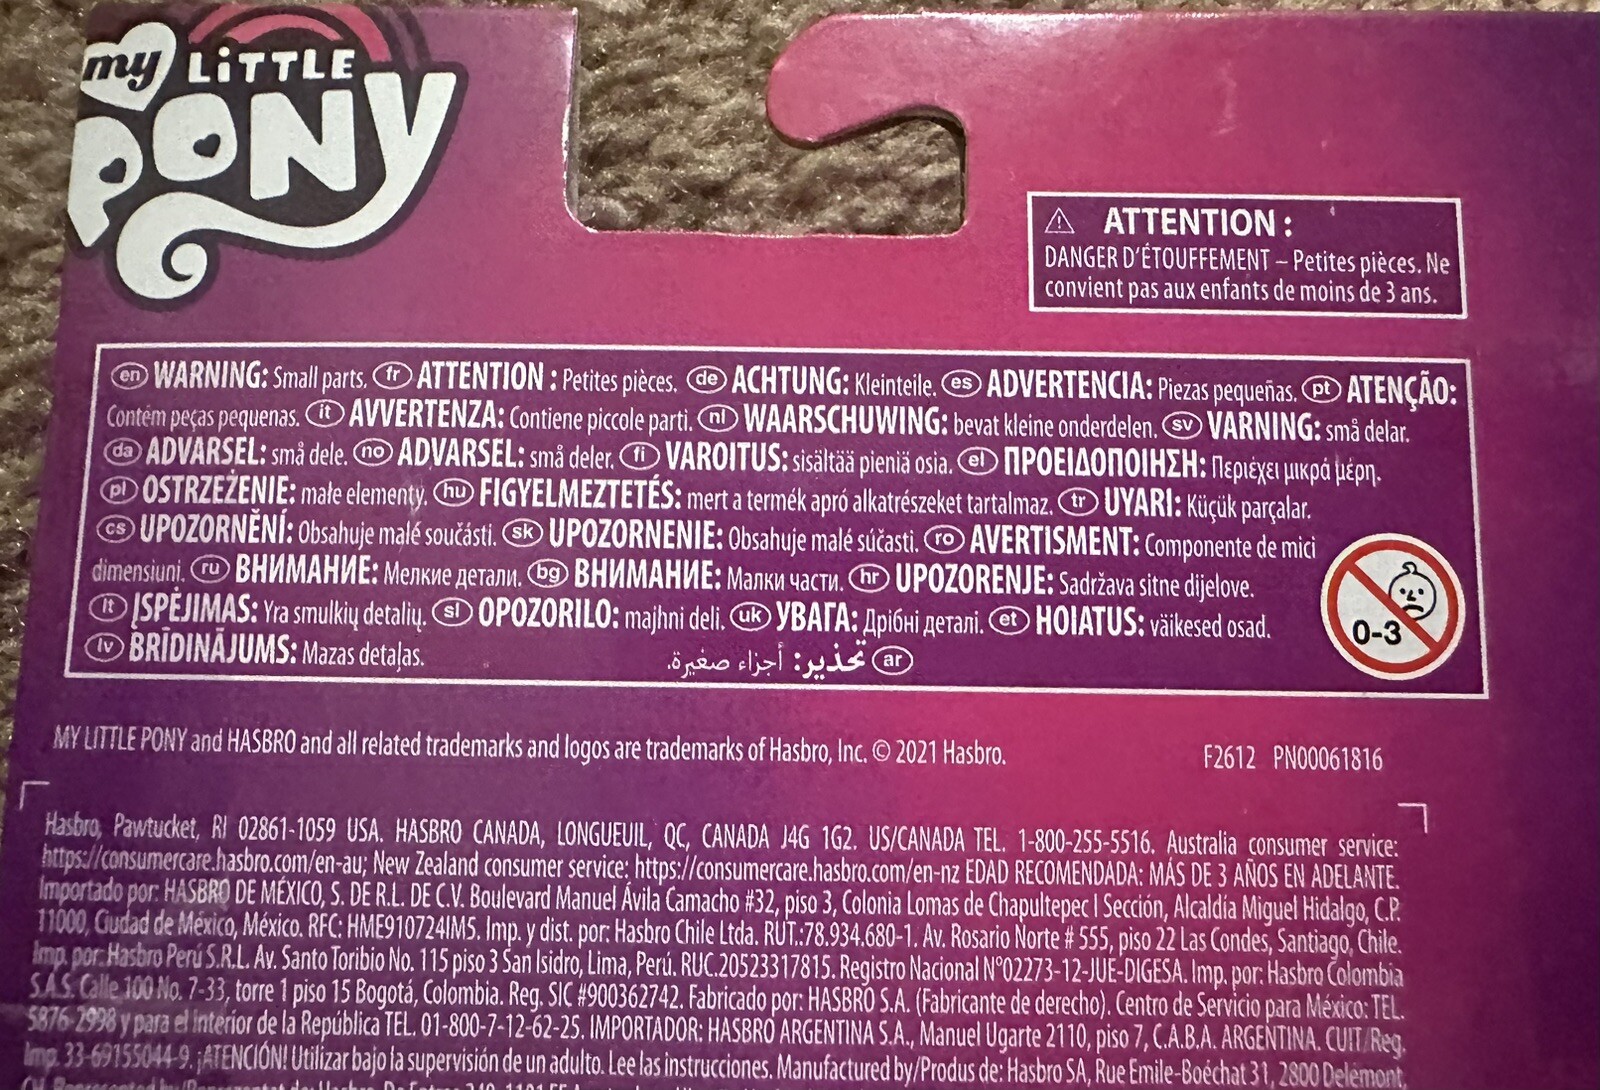 my LiTTLE
PONY
⚠ ATTENTION :
DANGER D'ÉTOUFFEMENT – Petites pièces. Ne
convient pas aux enfants de moins de 3 ans.
en WARNING: Small parts. fr ATTENTION : Petites pièces. de ACHTUNG: Kleinteile. es ADVERTENCIA: Piezas pequeñas. pt ATENÇÃO:
Contém peças pequenas. it AVVERTENZA: Contiene piccole parti. nl WAARSCHUWING: bevat kleine onderdelen. sv VARNING: små delar.
da ADVARSEL: små dele. no ADVARSEL: små deler. fi VAROITUS: sisältää pieniä osia. el ΠΡΟΕΙΔΟΠΟΙΗΣΗ: Περιέχει μικρά μέρη.
pl OSTRZEŻENIE: małe elementy. hu FIGYELMEZTETÉS: mert a termék apró alkatrészeket tartalmaz. tr UYARI: Küçük parçalar.
cs UPOZORNĚNÍ: Obsahuje malé součásti. sk UPOZORNENIE: Obsahuje malé súčasti. ro AVERTISMENT: Componente de mici
dimensiuni. ru ВНИМАНИЕ: Мелкие детали. bg ВНИМАНИЕ: Малки части. hr UPOZORENJE: Sadržava sitne dijelove.
lt ĮSPĖJIMAS: Yra smulkių detalių. sl OPOZORILO: majhni deli. uk УВАГА: Дрібні деталі. et HOIATUS: väikesed osad.
lv BRĪDINĀJUMS: Mazas detaļas. ar تحذير: أجزاء صغيرة.
0-3
MY LITTLE PONY and HASBRO and all related trademarks and logos are trademarks of Hasbro, Inc. © 2021 Hasbro. F2612 PN00061816
Hasbro, Pawtucket, RI 02861-1059 USA. HASBRO CANADA, LONGUEUIL, QC, CANADA J4G 1G2. US/CANADA TEL. 1-800-255-5516. Australia consumer service:
https://consumercare.hasbro.com/en-au; New Zealand consumer service: https://consumercare.hasbro.com/en-nz EDAD RECOMENDADA: MÁS DE 3 AÑOS EN ADELANTE.
Importado por: HASBRO DE MÉXICO, S. DE R.L. DE C.V. Boulevard Manuel Ávila Camacho #32, piso 3, Colonia Lomas de Chapultepec I Sección, Alcaldía Miguel Hidalgo, C.P.
11000, Ciudad de México, México. RFC: HME910724IM5. Imp. y dist. por: Hasbro Chile Ltda. RUT.:78.934.680-1. Av. Rosario Norte # 555, piso 22 Las Condes, Santiago, Chile.
Imp. por: Hasbro Perú S.R.L. Av. Santo Toribio No. 115 piso 3 San Isidro, Lima, Perú. RUC.20523317815. Registro Nacional N°02273-12-JUE-DIGESA. Imp. por: Hasbro Colombia
S.A.S. Calle 100 No. 7-33, torre 1 piso 15 Bogotá, Colombia. Reg. SIC #900362742. Fabricado por: HASBRO S.A. (Fabricante de derecho). Centro de Servicio para México: TEL.
5876-2998 y para el Interior de la República TEL. 01-800-7-12-62-25. IMPORTADOR: HASBRO ARGENTINA S.A., Manuel Ugarte 2110, piso 7, C.A.B.A. ARGENTINA. CUIT/Reg.
Imp. 33-69155044-9. ¡ATENCIÓN! Utilizar bajo la supervisión de un adulto. Lee las instrucciones. Manufactured by/Produs de: Hasbro SA, Rue Emile-Boéchat 31, 2800 Delémont,